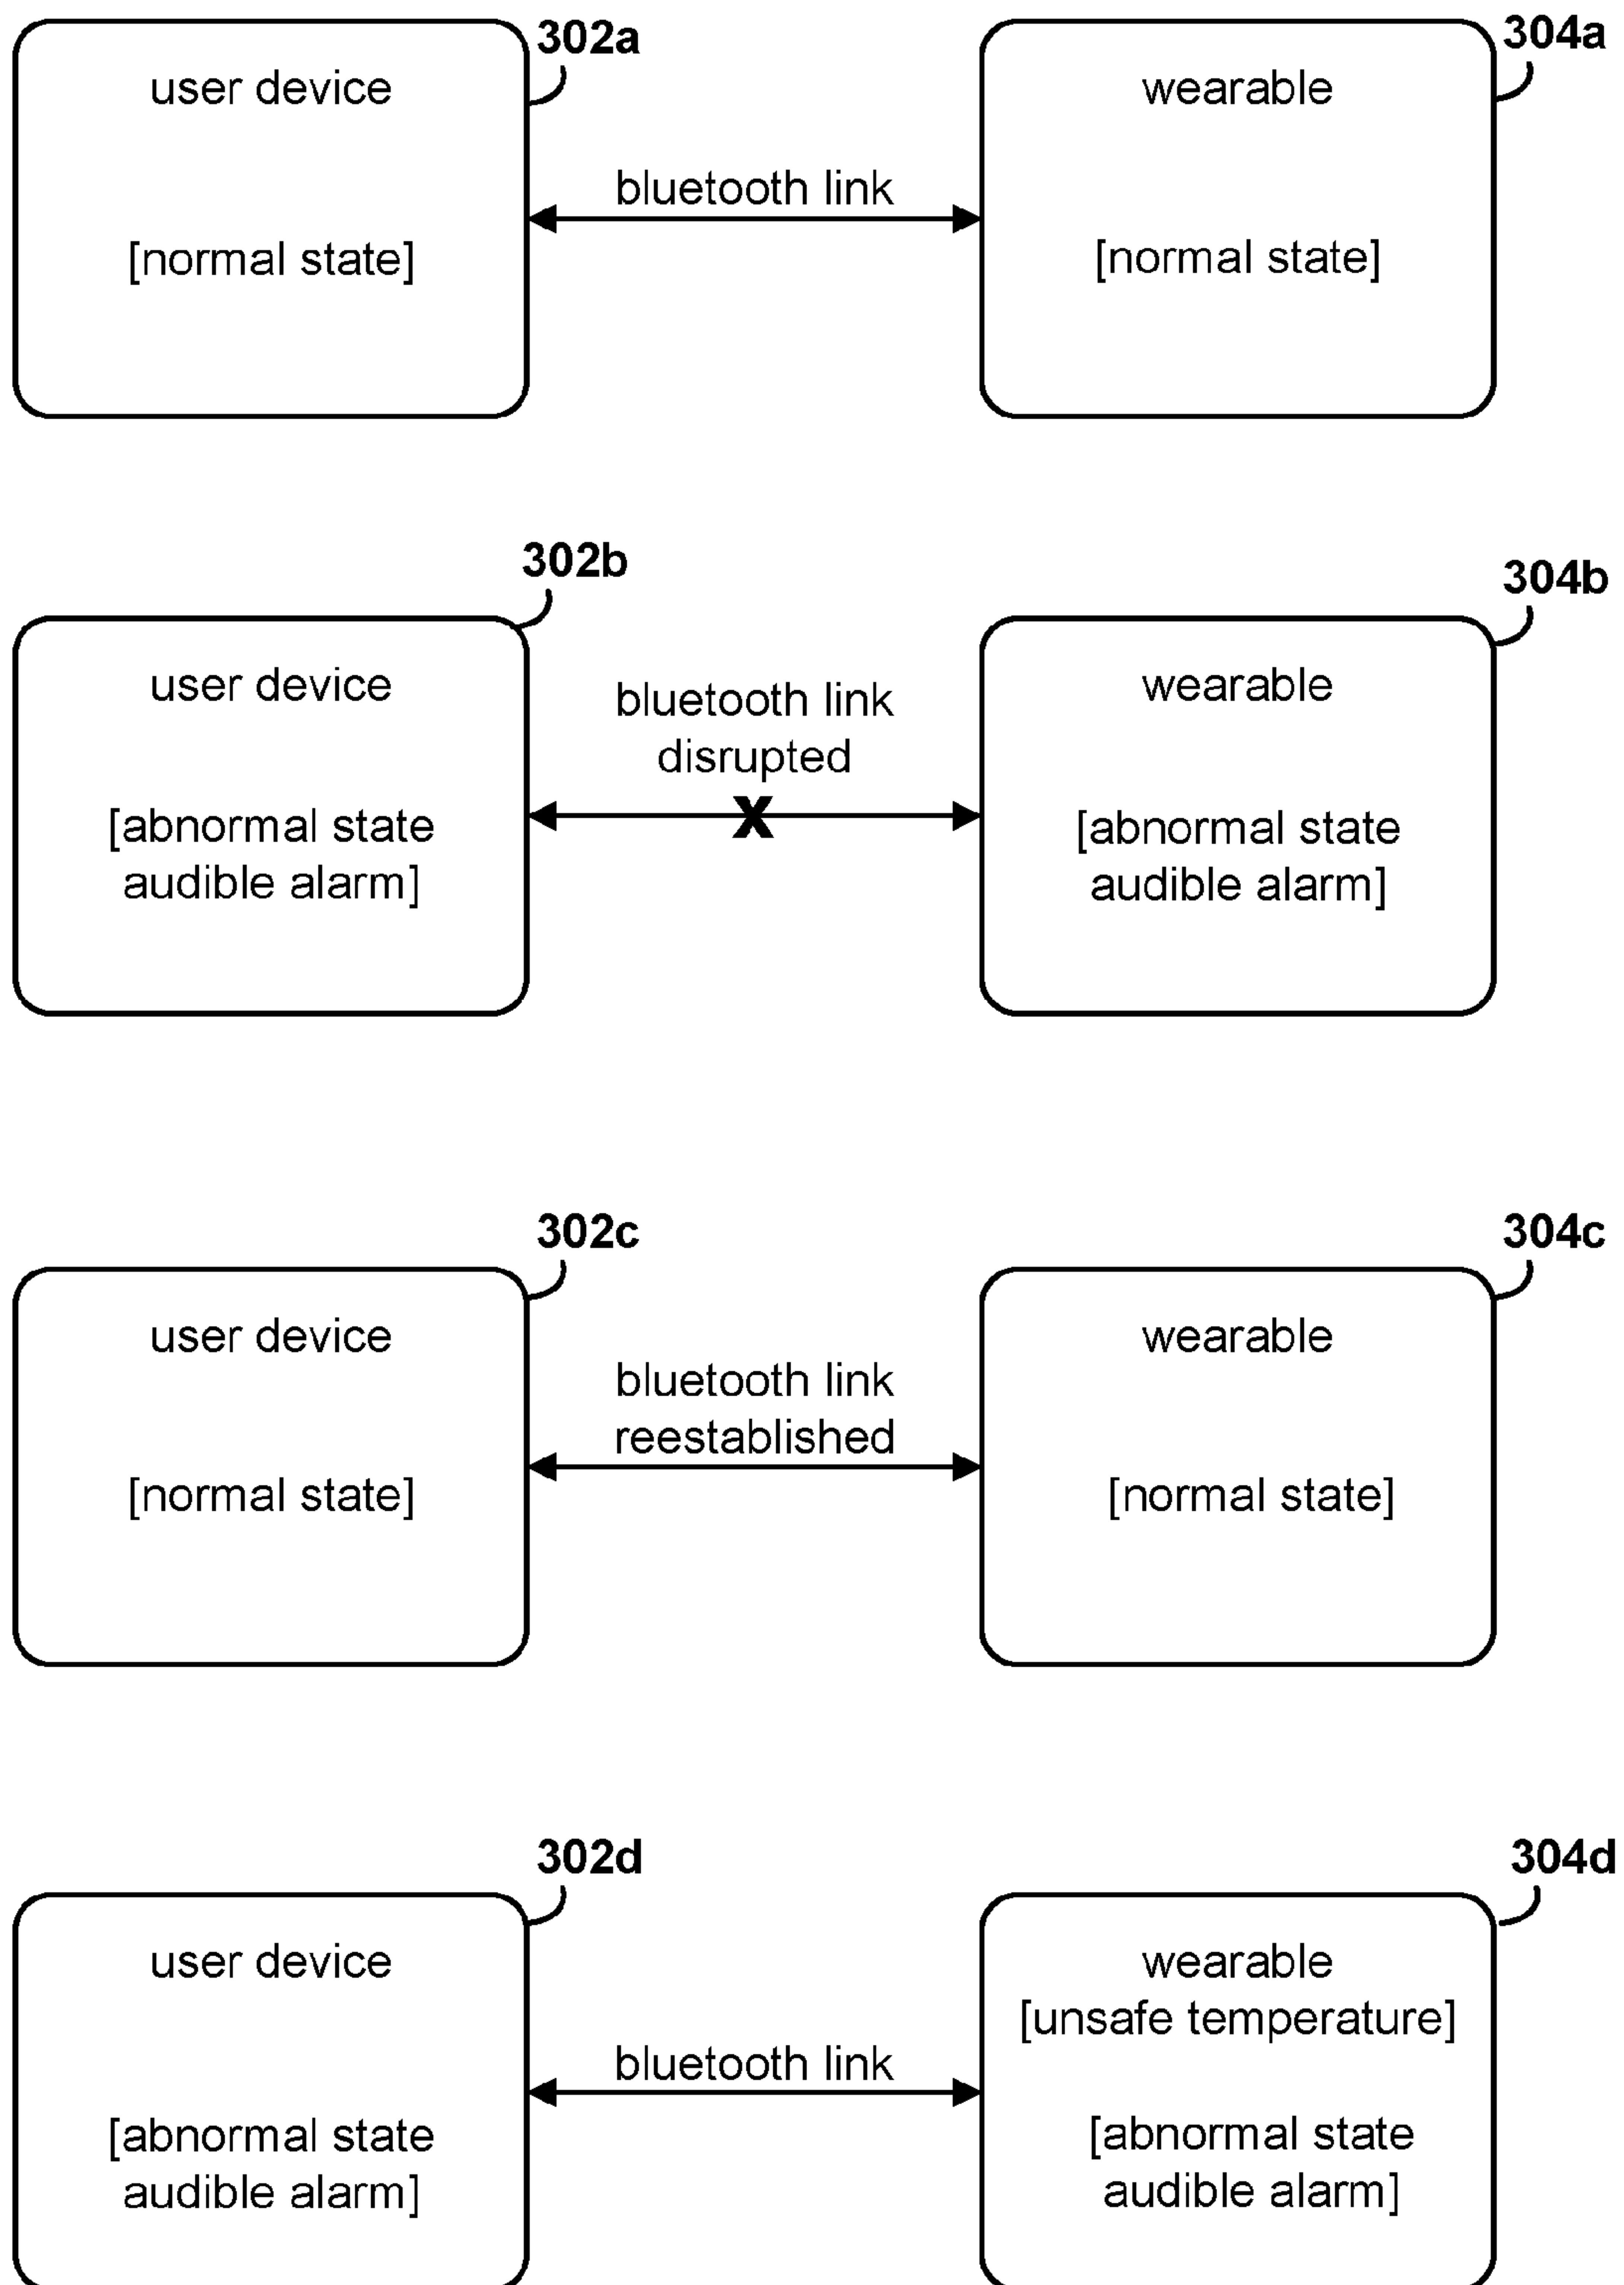 302a
304a
user device
wearable
bluetooth link
[normal state]
[normal state]
302b
304b
user device
wearable
bluetooth link
disrupted
X
[abnormal state
audible alarm]
[abnormal state
audible alarm]
302c
304c
user device
wearable
bluetooth link
reestablished
[normal state]
[normal state]
302d
304d
user device
wearable
[unsafe temperature]
bluetooth link
[abnormal state
audible alarm]
[abnormal state
audible alarm]